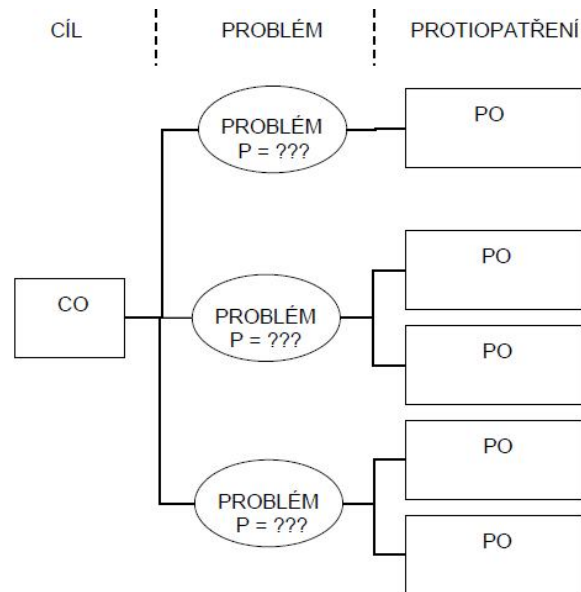 CÍL
PROBLÉM
PROTIOPATŘENÍ
PROBLÉM
P = ???
PO
CO
PROBLÉM
P = ???
PO
PO
PROBLÉM
P = ???
PO
PO